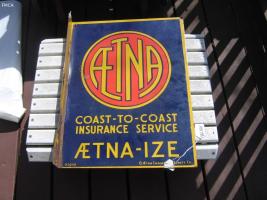 ÆTNA
COAST-TO-COAST
INSURANCE SERVICE
ÆTNA-IZE